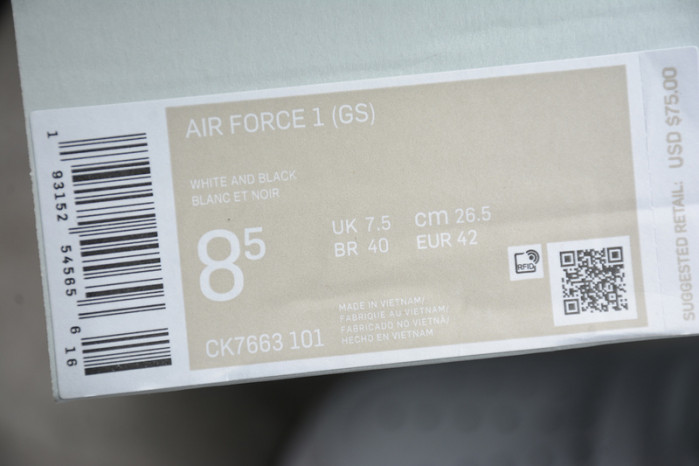 AIR FORCE 1 (GS)
WHITE AND BLACK
BLANC ET NOIR
8⁵
UK 7.5 cm 26.5
BR 40 EUR 42
CK7663 101
MADE IN VIETNAM/
FABRIQUE AU VIETNAM/
FABRICADO NO VIETNÃ/
HECHO EN VIETNAM
RFID
1 93152 54565 6 16
SUGGESTED RETAIL: USD $75.00